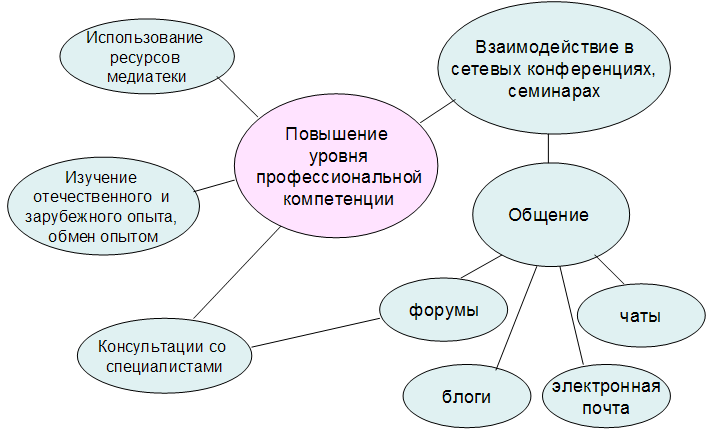 Использование
ресурсов
медиатеки
Взаимодействие в
сетевых конференциях,
семинарах
Повышение
уровня
профессиональной
компетенции
Изучение
отечественного и
зарубежного опыта,
обмен опытом
Общение
форумы
чаты
Консультации со
специалистами
блоги
электронная
почта